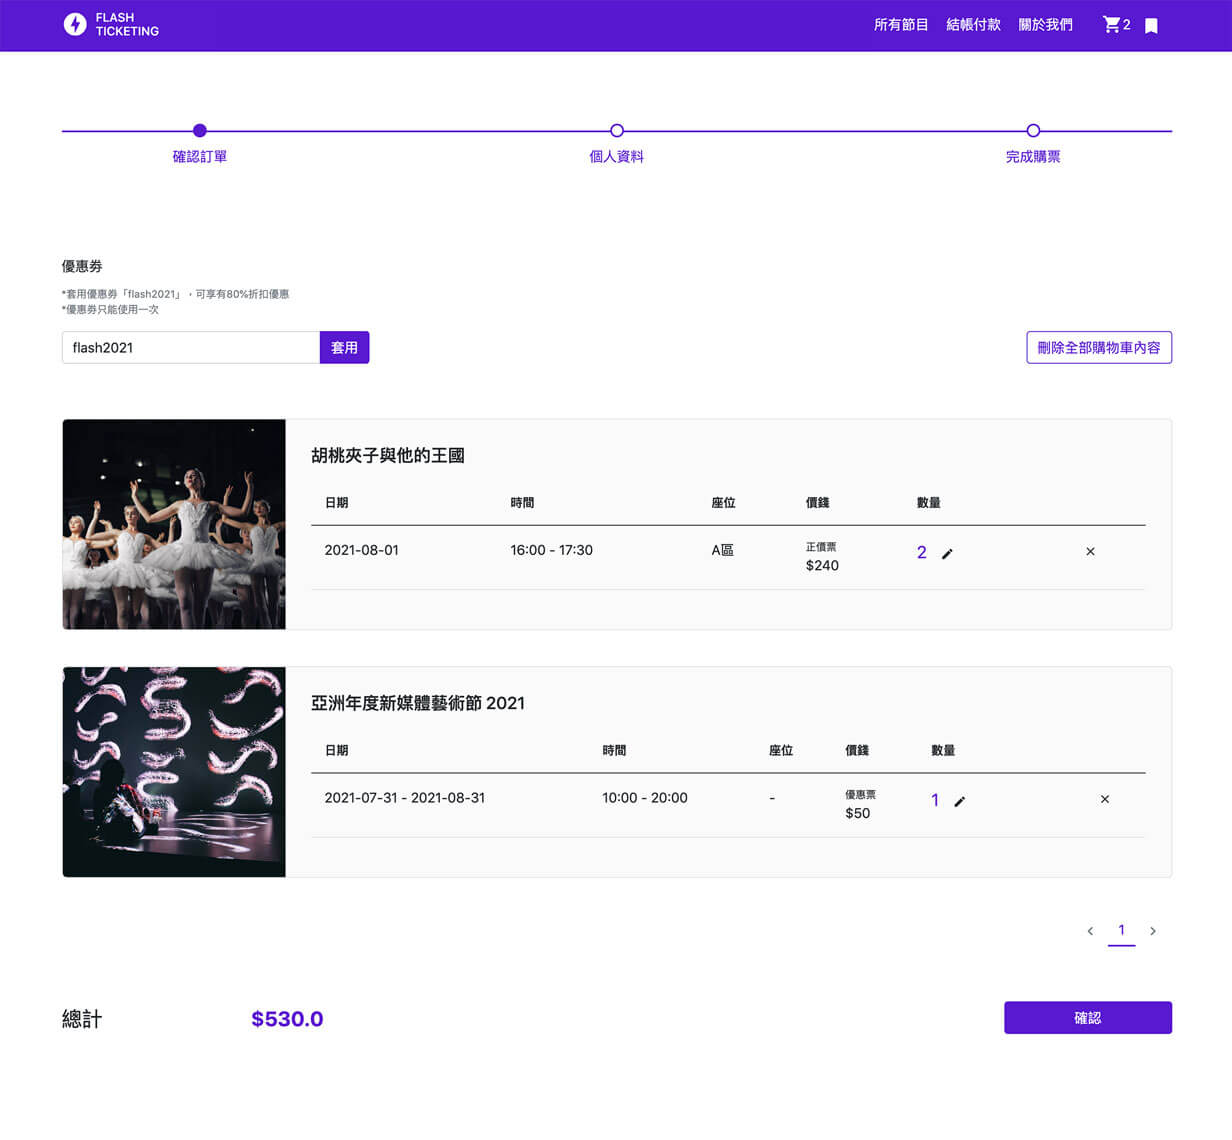 FLASH
TICKETING
所有節目 結帳付款 關於我們 2
確認訂單 個人資料 完成購票
優惠券
*套用優惠券「flash2021」，可享有80%折扣優惠
*優惠券只能使用一次
flash2021 套用 刪除全部購物車內容
胡桃夾子與他的王國
日期 時間 座位 價錢 數量
2021-08-01 16:00 - 17:30 A區 正價票 2 ×
$240
亞洲年度新媒體藝術節 2021
日期 時間 座位 價錢 數量
2021-07-31 - 2021-08-31 10:00 - 20:00 - 優惠票 1 ×
$50
‹ 1 ›
總計 $530.0 確認